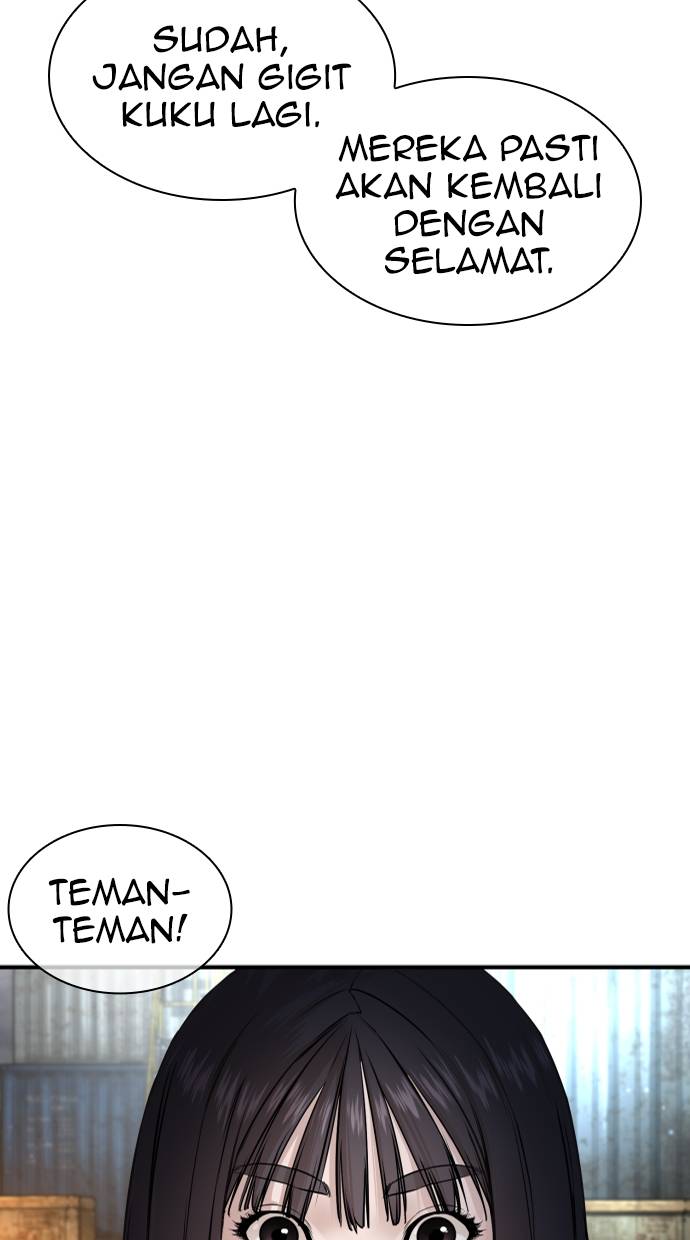 SUDAH,
JANGAN GIGIT
KUKU LAGI.
MEREKA PASTI
AKAN KEMBALI
DENGAN
SELAMAT.
TEMAN-
TEMAN!